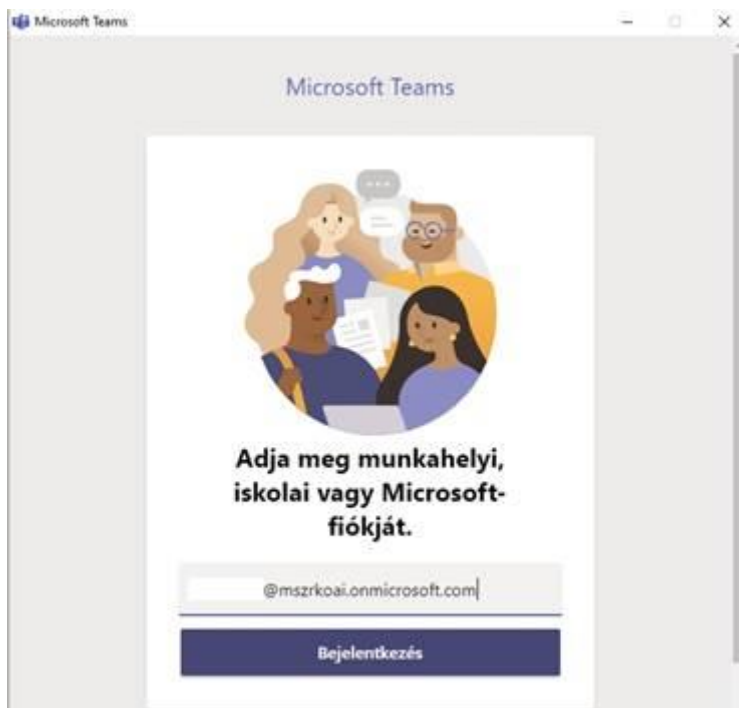 Microsoft Teams
Microsoft Teams
Adja meg munkahelyi,
iskolai vagy Microsoft-
fiókját.
@mszrkoai.onmicrosoft.com
Bejelentkezés